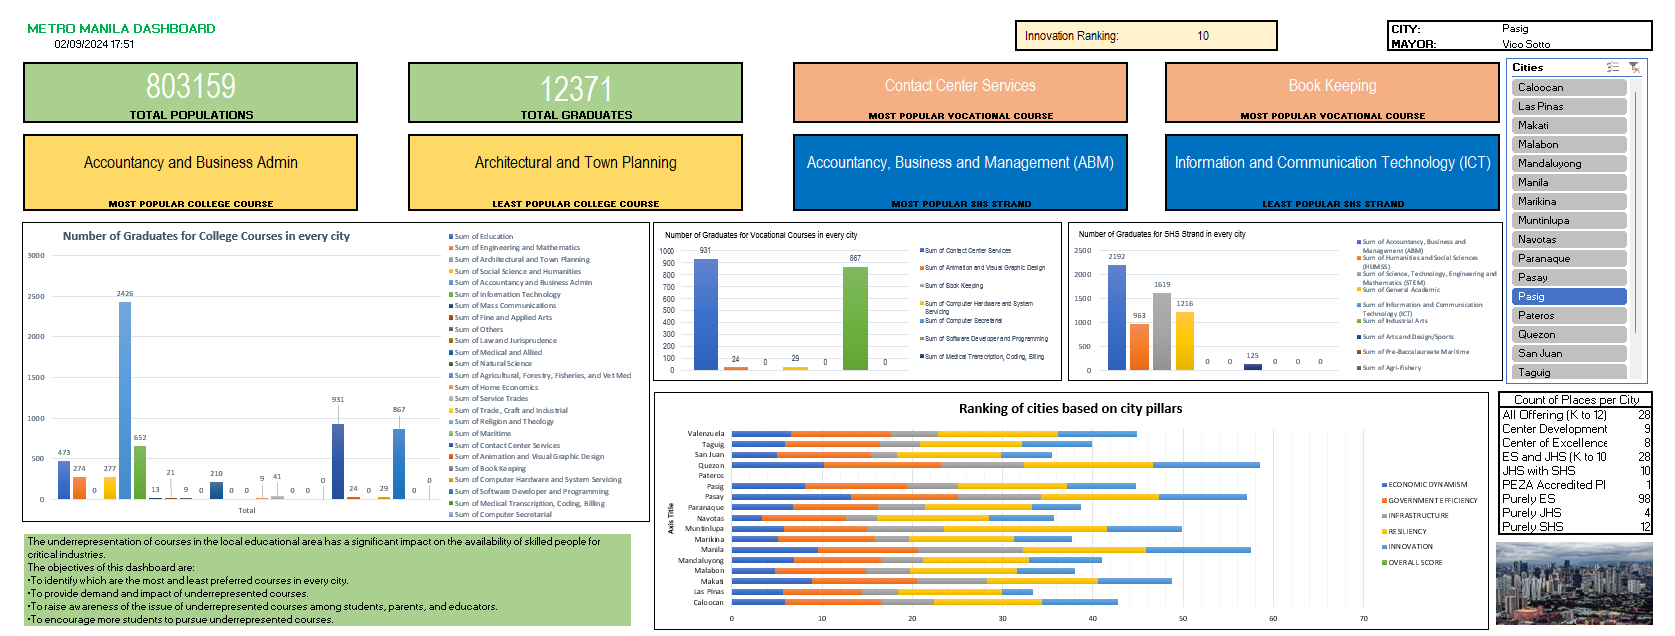 METRO MANILA DASHBOARD
02/09/2024 17:51
Innovation Ranking: 10
CITY: Pasig
MAYOR: Vico Sotto
803159
TOTAL POPULATIONS
12371
TOTAL GRADUATES
Contact Center Services
MOST POPULAR VOCATIONAL COURSE
Book Keeping
MOST POPULAR VOCATIONAL COURSE
Accountancy and Business Admin
MOST POPULAR COLLEGE COURSE
Architectural and Town Planning
LEAST POPULAR COLLEGE COURSE
Accountancy, Business and Management (ABM)
MOST POPULAR SHS STRAND
Information and Communication Technology (ICT)
LEAST POPULAR SHS STRAND
Cities
Caloocan
Las Pinas
Makati
Malabon
Mandaluyong
Manila
Marikina
Muntinlupa
Navotas
Paranaque
Pasay
Pasig
Pateros
Quezon
San Juan
Taguig
Number of Graduates for College Courses in every city
3000
2500
2000
1500
1000
500
0
473
274
0
277
2426
652
13
21
9
0
210
0
0
9
41
0
0
0
931
24
0
29
867
0
0
Total
Sum of Education
Sum of Engineering and Mathematics
Sum of Architectural and Town Planning
Sum of Social Science and Humanities
Sum of Accountancy and Business Admin
Sum of Information Technology
Sum of Mass Communications
Sum of Fine and Applied Arts
Sum of Others
Sum of Law and Jurisprudence
Sum of Medical and Allied
Sum of Natural Science
Sum of Agricultural, Forestry, Fisheries, and Vet Med
Sum of Home Economics
Sum of Service Trades
Sum of Trade, Craft and Industrial
Sum of Religion and Theology
Sum of Maritime
Sum of Contact Center Services
Sum of Animation and Visual Graphic Design
Sum of Book Keeping
Sum of Computer Hardware and System Servicing
Sum of Software Developer and Programming
Sum of Medical Transcription, Coding, Billing
Sum of Computer Secretarial
Number of Graduates for Vocational Courses in every city
1000
900
800
700
600
500
400
300
200
100
0
931
24
0
29
0
867
0
Sum of Contact Center Services
Sum of Animation and Visual Graphic Design
Sum of Book Keeping
Sum of Computer Hardware and System
Servicing
Sum of Computer Secretarial
Sum of Software Developer and Programming
Sum of Medical Transcription, Coding, Billing
Number of Graduates for SHS Strand in every city
2500
2000
1500
1000
500
0
2192
963
1619
1216
0
0
125
0
0
0
Sum of Accountancy, Business and
Management (ABM)
Sum of Humanities and Social Sciences
(HUMSS)
Sum of Science, Technology, Engineering and
Mathematics (STEM)
Sum of General Academic
Sum of Information and Communication
Technology (ICT)
Sum of Industrial Arts
Sum of Arts and Design/Sports
Sum of Pre-Baccalaureate Maritime
Sum of Agri-Fishery
Ranking of cities based on city pillars
Axis Title
Valenzuela
Taguig
San Juan
Quezon
Pateros
Pasig
Pasay
Paranaque
Navotas
Muntinlupa
Marikina
Manila
Mandaluyong
Malabon
Makati
Las Pinas
Caloocan
0 10 20 30 40 50 60 70
ECONOMIC DYNAMISM
GOVERNMENT EFFICIENCY
INFRASTRUCTURE
RESILIENCY
INNOVATION
OVERALL SCORE
Count of Places per City
All Offering (K to 12) 28
Center Development 9
Center of Excellence 8
ES and JHS (K to 10 28
JHS with SHS 10
PEZA Accredited Pl 1
Purely ES 98
Purely JHS 4
Purely SHS 12
The underrepresentation of courses in the local educational area has a significant impact on the availability of skilled people for
critical industries.
The objectives of this dashboard are:
•To identify which are the most and least preferred courses in every city.
•To provide demand and impact of underrepresented courses.
•To raise awareness of the issue of underrepresented courses among students, parents, and educators.
•To encourage more students to pursue underrepresented courses.